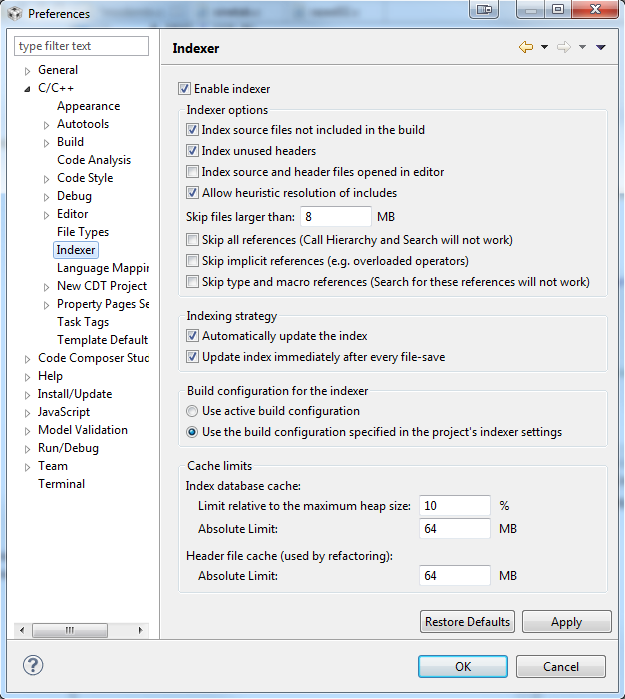 Preferences
type filter text
General
C/C++
Appearance
Autotools
Build
Code Analysis
Code Style
Debug
Editor
File Types
Indexer
Language Mappin
New CDT Project
Property Pages Se
Task Tags
Template Default
Code Composer Stud
Help
Install/Update
JavaScript
Model Validation
Run/Debug
Team
Terminal
Indexer
Enable indexer
Indexer options
Index source files not included in the build
Index unused headers
Index source and header files opened in editor
Allow heuristic resolution of includes
Skip files larger than: 8 MB
Skip all references (Call Hierarchy and Search will not work)
Skip implicit references (e.g. overloaded operators)
Skip type and macro references (Search for these references will not work)
Indexing strategy
Automatically update the index
Update index immediately after every file-save
Build configuration for the indexer
Use active build configuration
Use the build configuration specified in the project's indexer settings
Cache limits
Index database cache:
Limit relative to the maximum heap size: 10 %
Absolute Limit: 64 MB
Header file cache (used by refactoring):
Absolute Limit: 64 MB
Restore Defaults
Apply
?
OK
Cancel